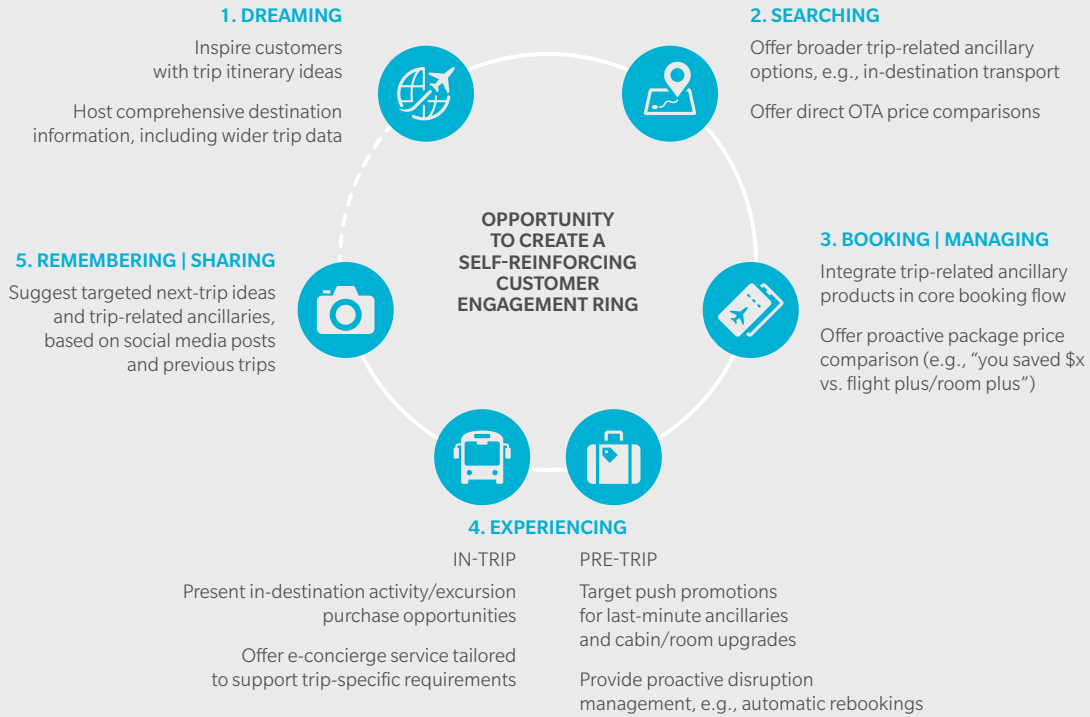 1. DREAMING
Inspire customers
with trip itinerary ideas
Host comprehensive destination
information, including wider trip data
2. SEARCHING
Offer broader trip-related ancillary
options, e.g., in-destination transport
Offer direct OTA price comparisons
OPPORTUNITY
TO CREATE A
SELF-REINFORCING
CUSTOMER
ENGAGEMENT RING
3. BOOKING | MANAGING
Integrate trip-related ancillary
products in core booking flow
Offer proactive package price
comparison (e.g., “you saved $x
vs. flight plus/room plus”)
5. REMEMBERING | SHARING
Suggest targeted next-trip ideas
and trip-related ancillaries,
based on social media posts
and previous trips
4. EXPERIENCING
IN-TRIP
Present in-destination activity/excursion
purchase opportunities
Offer e-concierge service tailored
to support trip-specific requirements
PRE-TRIP
Target push promotions
for last-minute ancillaries
and cabin/room upgrades
Provide proactive disruption
management, e.g., automatic rebookings